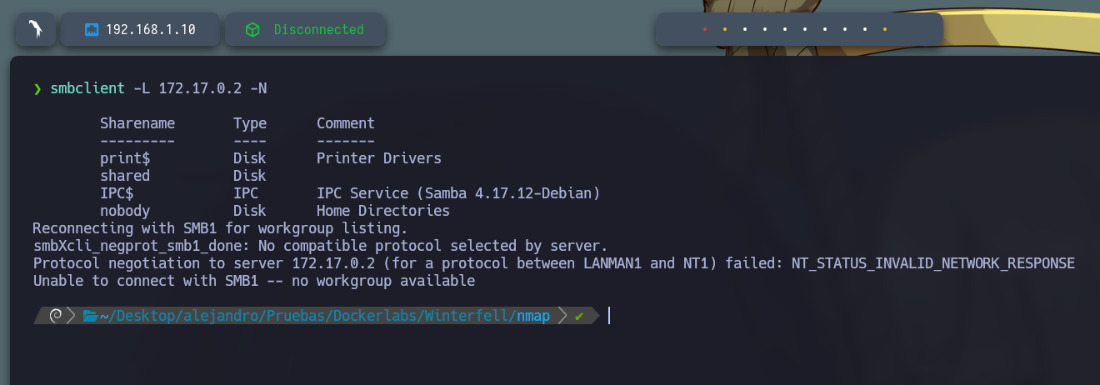 192.168.1.10 Disconnected
❯ smbclient -L 172.17.0.2 -N
Sharename Type Comment
--------- ---- -------
print$ Disk Printer Drivers
shared Disk
IPC$ IPC IPC Service (Samba 4.17.12-Debian)
nobody Disk Home Directories
Reconnecting with SMB1 for workgroup listing.
smbXcli_negprot_smb1_done: No compatible protocol selected by server.
Protocol negotiation to server 172.17.0.2 (for a protocol between LANMAN1 and NT1) failed: NT_STATUS_INVALID_NETWORK_RESPONSE
Unable to connect with SMB1 -- no workgroup available
~/Desktop/alejandro/Pruebas/Dockerlabs/Winterfell/nmap ✔